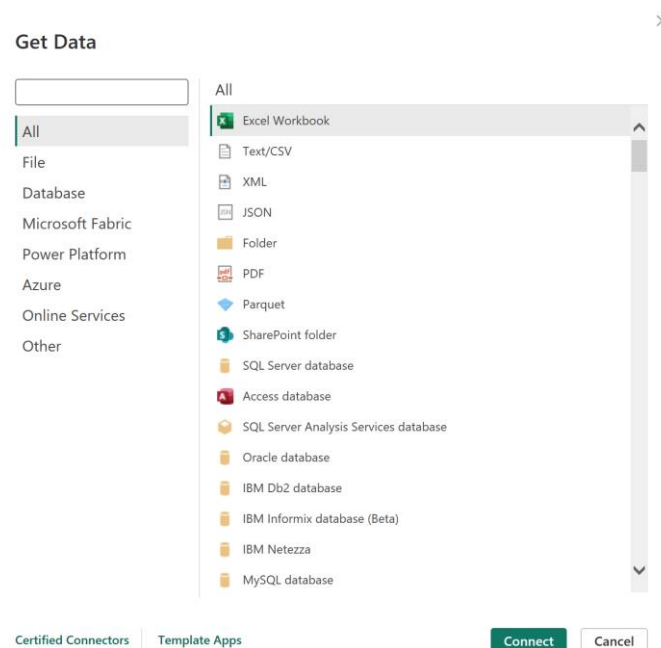 Get Data
All
File
Database
Microsoft Fabric
Power Platform
Azure
Online Services
Other
All
Excel Workbook
Text/CSV
XML
JSON
Folder
PDF
Parquet
SharePoint folder
SQL Server database
Access database
SQL Server Analysis Services database
Oracle database
IBM Db2 database
IBM Informix database (Beta)
IBM Netezza
MySQL database
Certified Connectors
Template Apps
Connect
Cancel